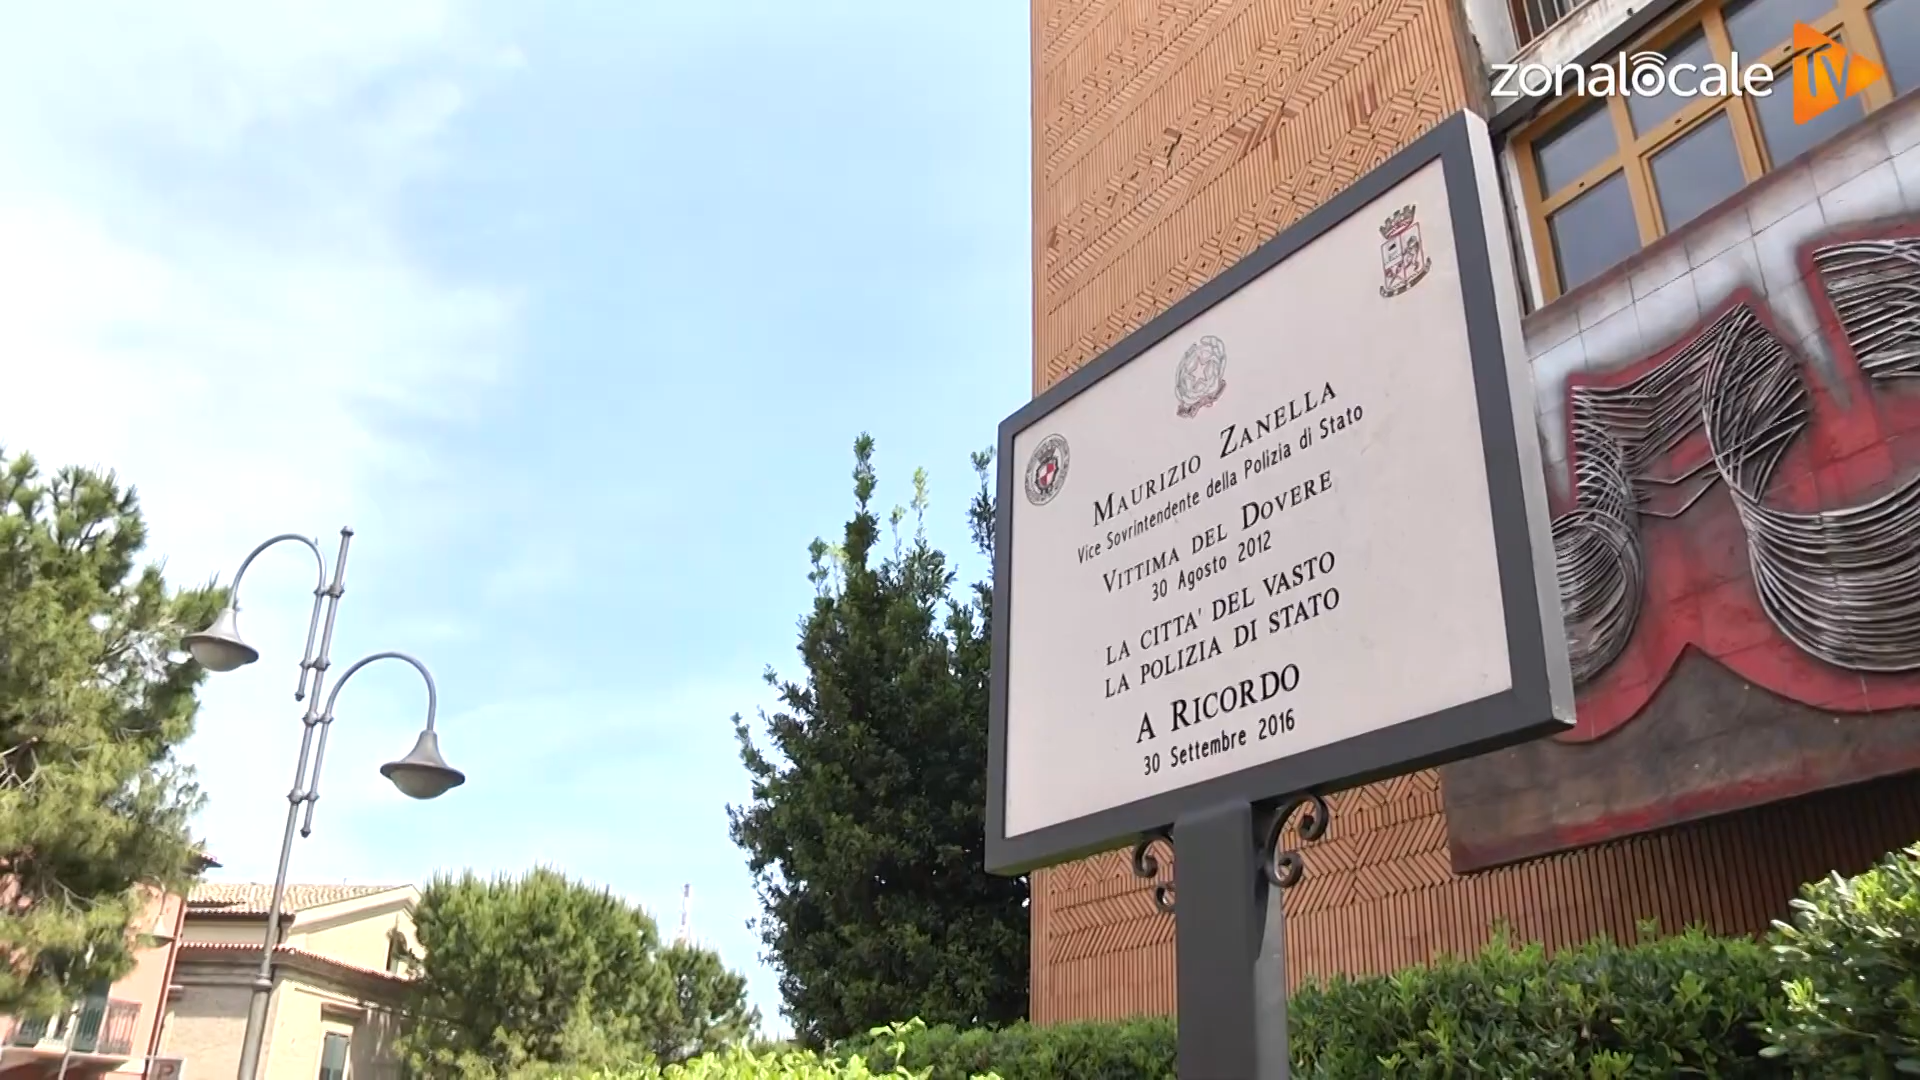 zonalocale TV
MAURIZIO ZANELLA
Vice Sovrintendente della Polizia di Stato
VITTIMA DEL DOVERE
30 Agosto 2012
LA CITTA' DEL VASTO
LA POLIZIA DI STATO
A RICORDO
30 Settembre 2016